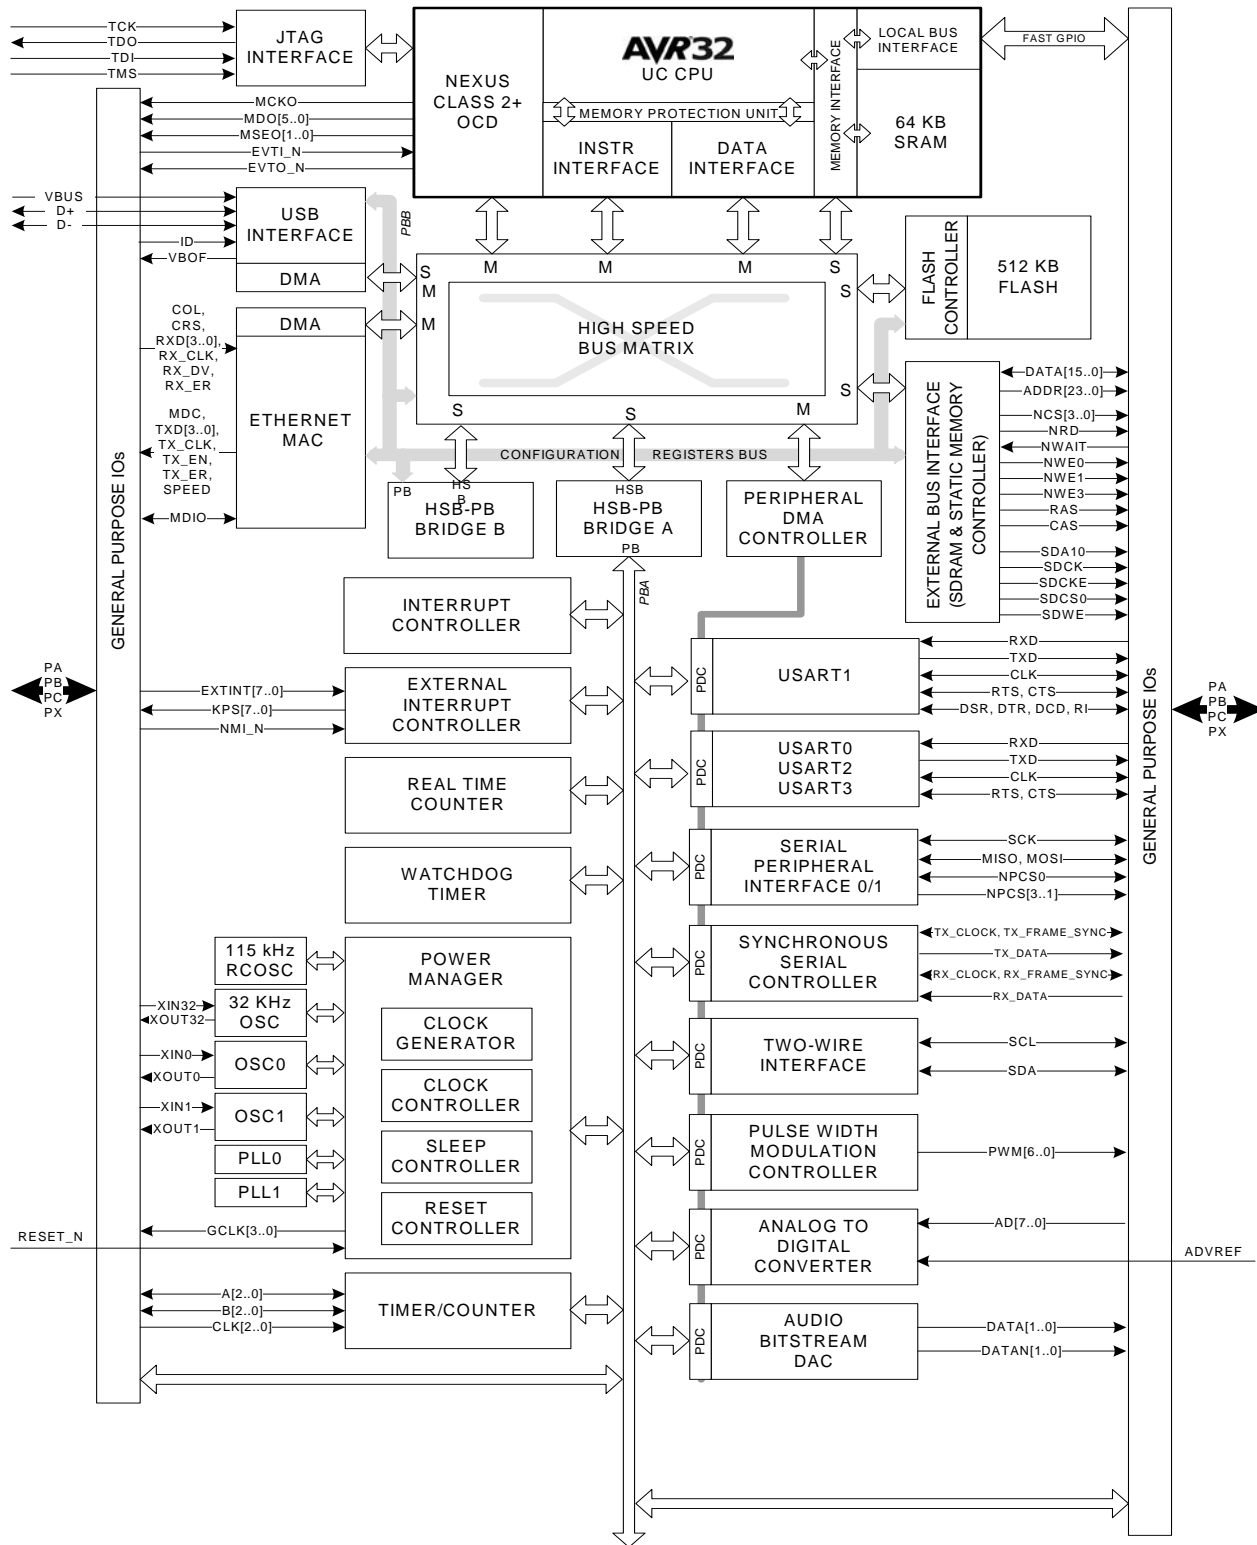 TCK
TDO
TDI
TMS
JTAG
INTERFACE
NEXUS
CLASS 2+
OCD
AVR32
UC CPU
MEMORY PROTECTION UNIT
INSTR
INTERFACE
DATA
INTERFACE
MEMORY INTERFACE
LOCAL BUS
INTERFACE
64 KB
SRAM
FAST GPIO
MCKO
MDO[5..0]
MSEO[1..0]
EVTI_N
EVTO_N
VBUS
D+
D-
ID
VBOF
USB
INTERFACE
DMA
PBB
S
M
M
M
M
M
S
S
S
S
S
M
HIGH SPEED
BUS MATRIX
FLASH
CONTROLLER
512 KB
FLASH
COL,
CRS,
RXD[3..0],
RX_CLK,
RX_DV,
RX_ER
MDC,
TXD[3..0],
TX_CLK,
TX_EN,
TX_ER,
SPEED
MDIO
DMA
ETHERNET
MAC
CONFIGURATION REGISTERS BUS
PB
HS
B
HSB-PB
BRIDGE B
HSB
HSB-PB
BRIDGE A
PB
PERIPHERAL
DMA
CONTROLLER
PBA
EXTERNAL BUS INTERFACE
(SDRAM & STATIC MEMORY
CONTROLLER)
DATA[15..0]
ADDR[23..0]
NCS[3..0]
NRD
NWAIT
NWE0
NWE1
NWE3
RAS
CAS
SDA10
SDCK
SDCKE
SDCS0
SDWE
GENERAL PURPOSE IOs
PA
PB
PC
PX
GENERAL PURPOSE IOs
PA
PB
PC
PX
INTERRUPT
CONTROLLER
EXTINT[7..0]
KPS[7..0]
NMI_N
EXTERNAL
INTERRUPT
CONTROLLER
REAL TIME
COUNTER
WATCHDOG
TIMER
115 kHz
RCOSC
XIN32
XOUT32
32 KHz
OSC
XIN0
XOUT0
OSC0
XIN1
XOUT1
OSC1
PLL0
PLL1
GCLK[3..0]
RESET_N
POWER
MANAGER
CLOCK
GENERATOR
CLOCK
CONTROLLER
SLEEP
CONTROLLER
RESET
CONTROLLER
A[2..0]
B[2..0]
CLK[2..0]
TIMER/COUNTER
PDC
USART1
RXD
TXD
CLK
RTS, CTS
DSR, DTR, DCD, RI
PDC
USART0
USART2
USART3
RXD
TXD
CLK
RTS, CTS
PDC
SERIAL
PERIPHERAL
INTERFACE 0/1
SCK
MISO, MOSI
NPCS0
NPCS[3..1]
PDC
SYNCHRONOUS
SERIAL
CONTROLLER
TX_CLOCK, TX_FRAME_SYNC
TX_DATA
RX_CLOCK, RX_FRAME_SYNC
RX_DATA
PDC
TWO-WIRE
INTERFACE
SCL
SDA
PDC
PULSE WIDTH
MODULATION
CONTROLLER
PWM[6..0]
PDC
ANALOG TO
DIGITAL
CONVERTER
AD[7..0]
ADVREF
PDC
AUDIO
BITSTREAM
DAC
DATA[1..0]
DATAN[1..0]